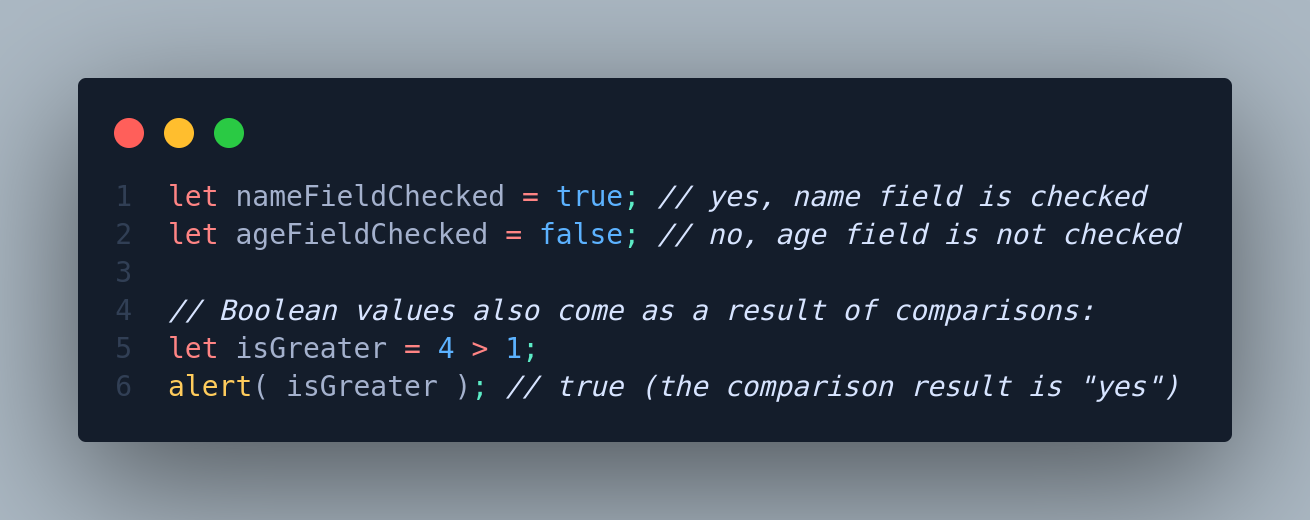 1 let nameFieldChecked = true; // yes, name field is checked
2 let ageFieldChecked = false; // no, age field is not checked
3
4 // Boolean values also come as a result of comparisons:
5 let isGreater = 4 > 1;
6 alert( isGreater ); // true (the comparison result is "yes")